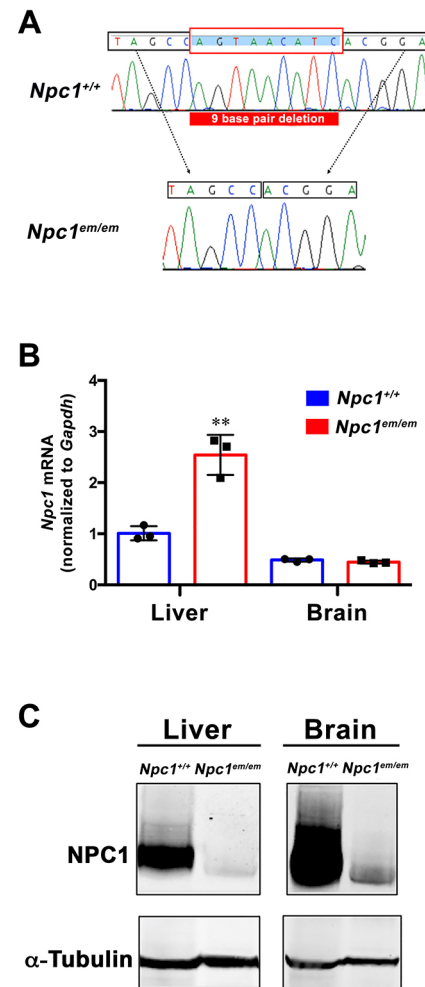 A
T A G C C A G T A A C A T C A C G G A
Npc1+/+
9 base pair deletion
T A G C C A C G G A
Npc1em/em
B
4
3
2
1
0
Npc1 mRNA
(normalized to Gapdh)
**
Npc1+/+
Npc1em/em
Liver Brain
C
Liver Brain
Npc1+/+ Npc1em/em Npc1+/+ Npc1em/em
NPC1
α-Tubulin